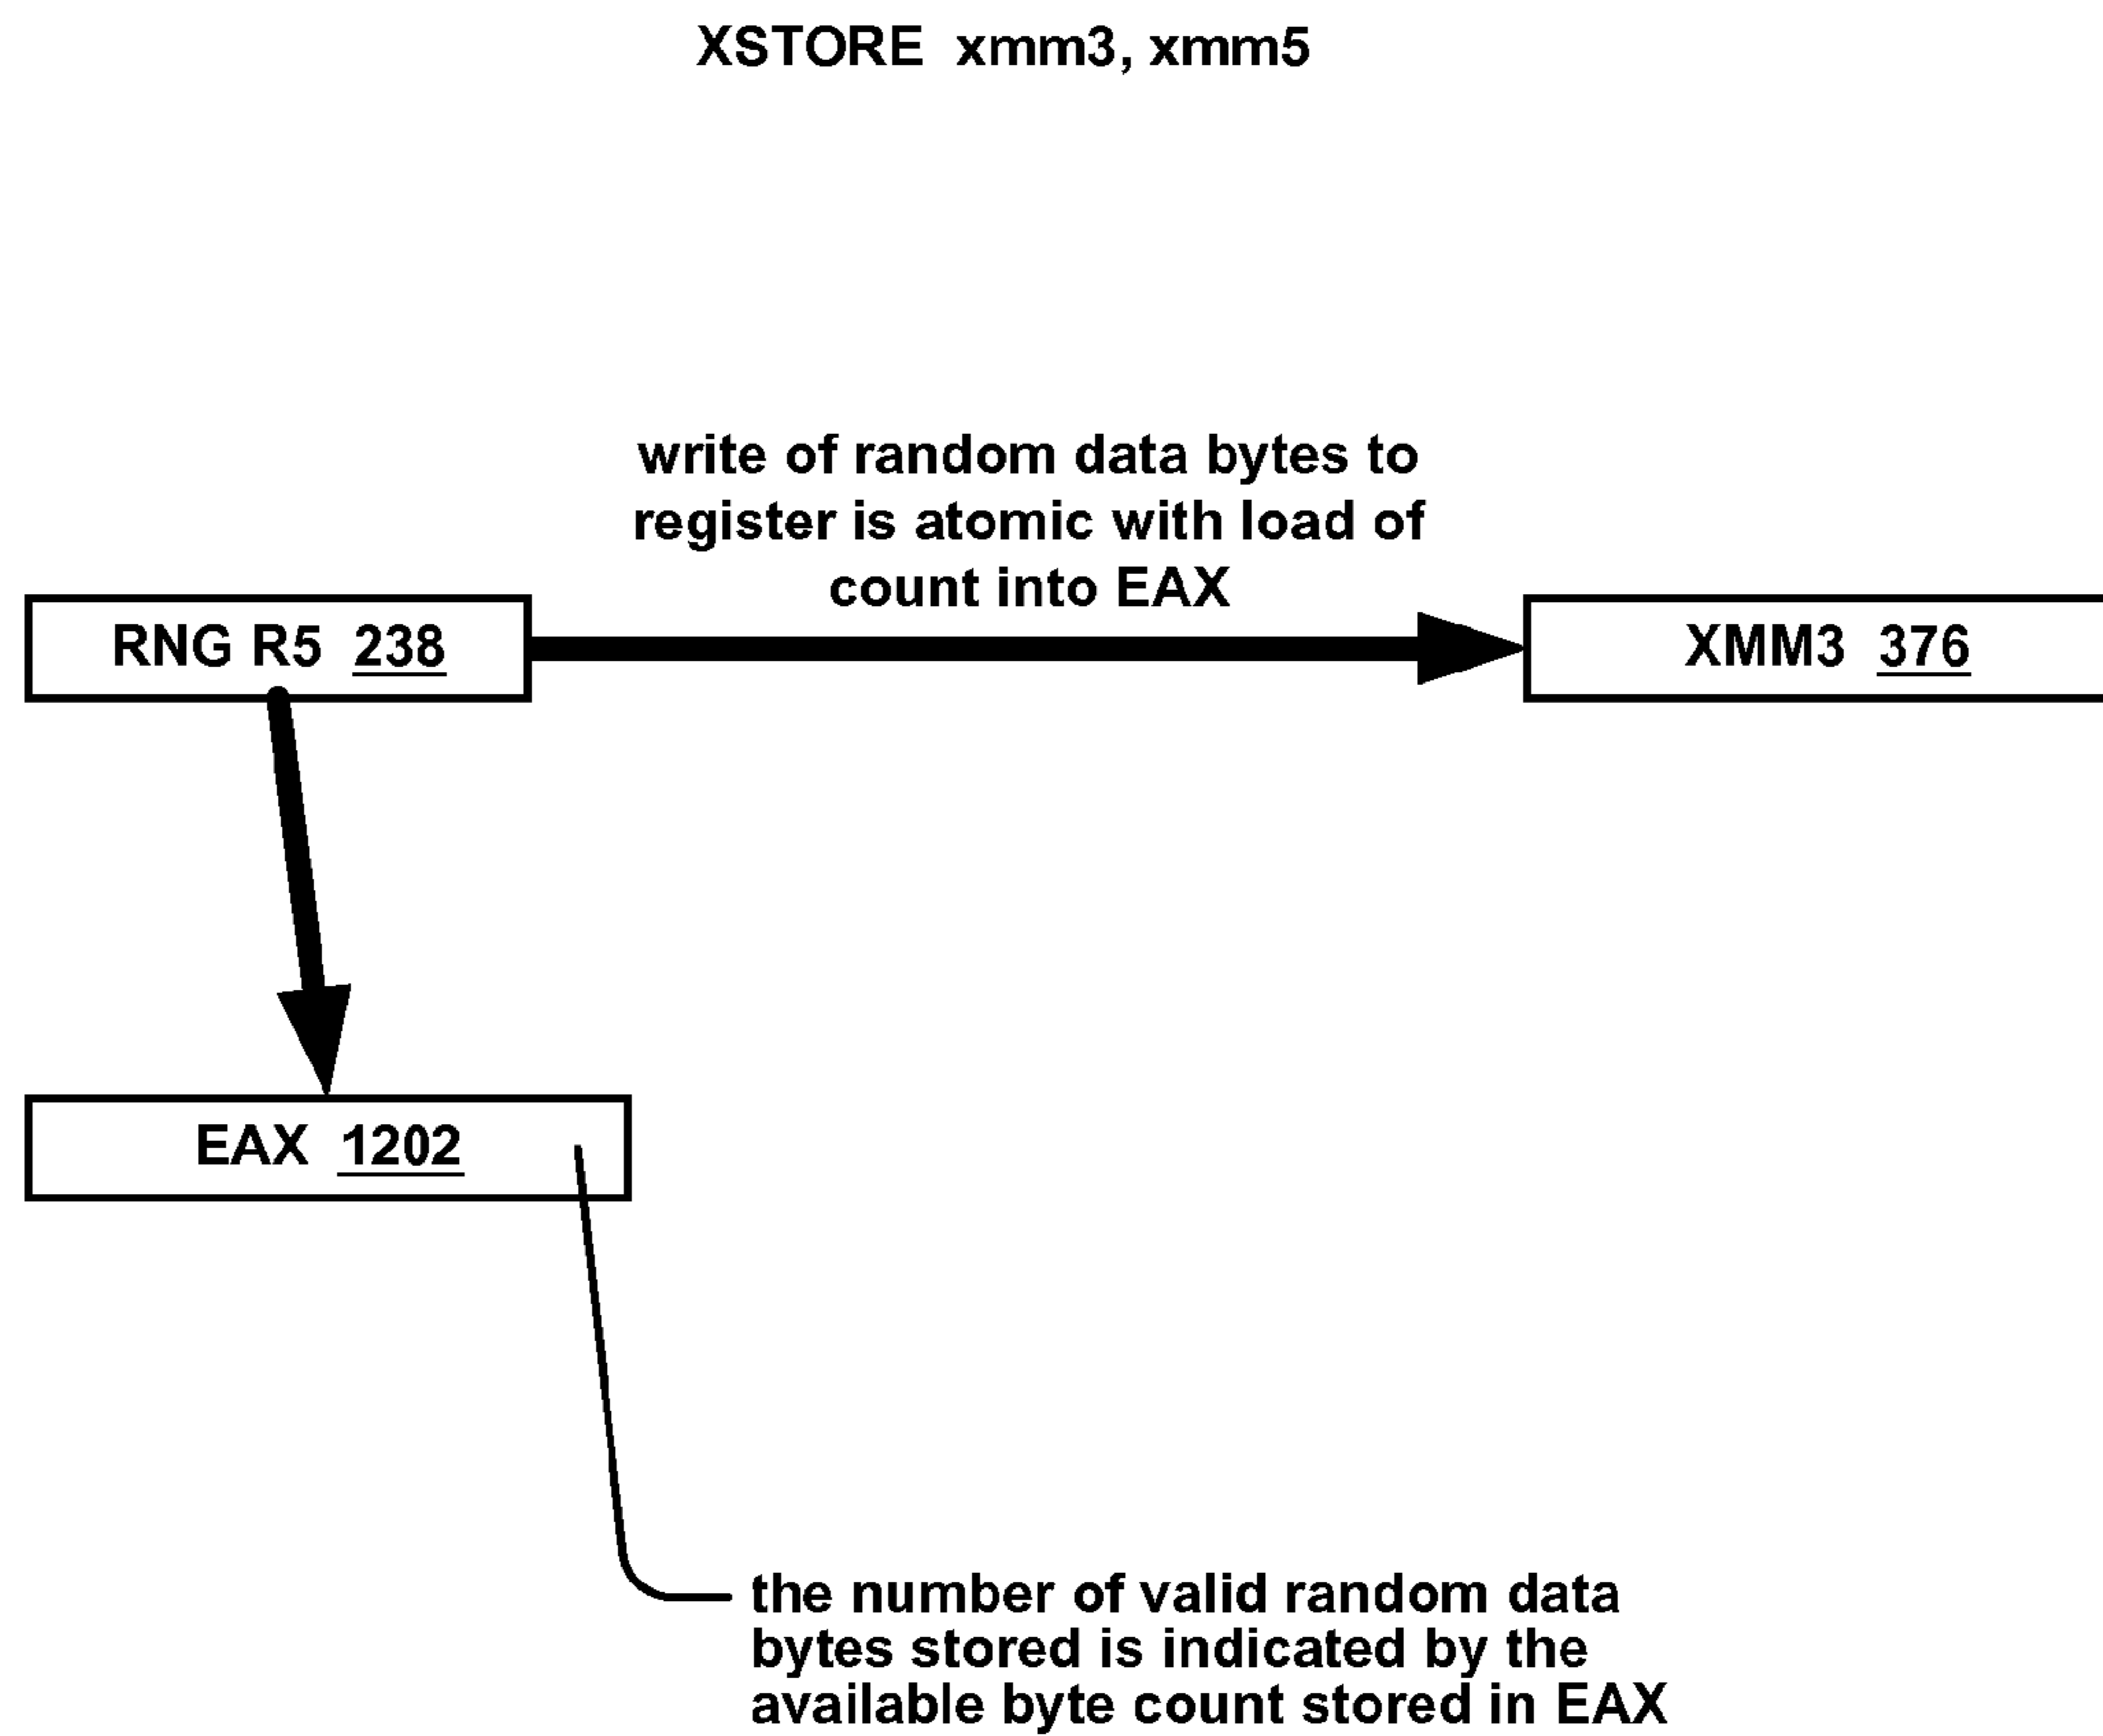 XSTORE xmm3, xmm5
write of random data bytes to
register is atomic with load of
count into EAX
RNG R5 238
XMM3 376
EAX 1202
the number of valid random data
bytes stored is indicated by the
available byte count stored in EAX